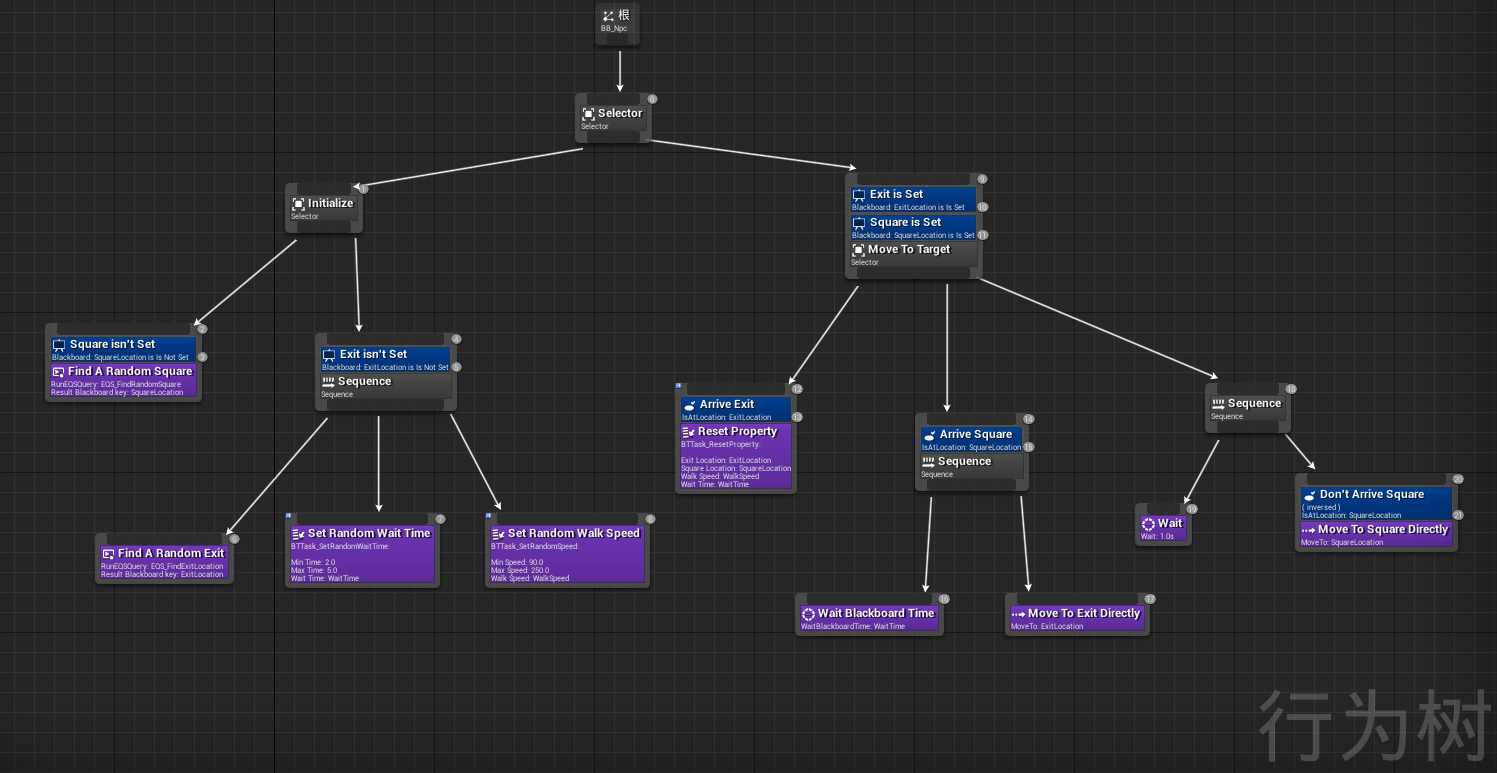 根
BB_Npc
0
Selector
Selector
1
Initialize
Selector
9
Exit is Set
Blackboard: ExitLocation is Is Set
10
Square is Set
Blackboard: SquareLocation is Is Set
11
Move To Target
Selector
2
Square isn't Set
Blackboard: SquareLocation is Is Not Set
3
Find A Random Square
RunEQSQuery: EQS_FindRandomSquare
Result Blackboard key: SquareLocation
4
Exit isn't Set
Blackboard: ExitLocation is Is Not Set
5
Sequence
Sequence
12
Arrive Exit
IsAtLocation: ExitLocation
13
Reset Property
BTTask_ResetProperty:
Exit Location: ExitLocation
Square Location: SquareLocation
Walk Speed: WalkSpeed
Wait Time: WaitTime
14
Arrive Square
IsAtLocation: SquareLocation
15
Sequence
Sequence
18
Sequence
Sequence
6
Find A Random Exit
RunEQSQuery: EQS_FindExitLocation
Result Blackboard key: ExitLocation
7
Set Random Wait Time
BTTask_SetRandomWaitTime:
Min Time: 2.0
Max Time: 5.0
Wait Time: WaitTime
8
Set Random Walk Speed
BTTask_SetRandomSpeed:
Min Speed: 90.0
Max Speed: 250.0
Walk Speed: WalkSpeed
19
Wait
Wait: 1.0s
20
Don't Arrive Square
( inversed )
IsAtLocation: SquareLocation
21
Move To Square Directly
MoveTo: SquareLocation
16
Wait Blackboard Time
WaitBlackboardTime: WaitTime
17
Move To Exit Directly
MoveTo: ExitLocation
行为树